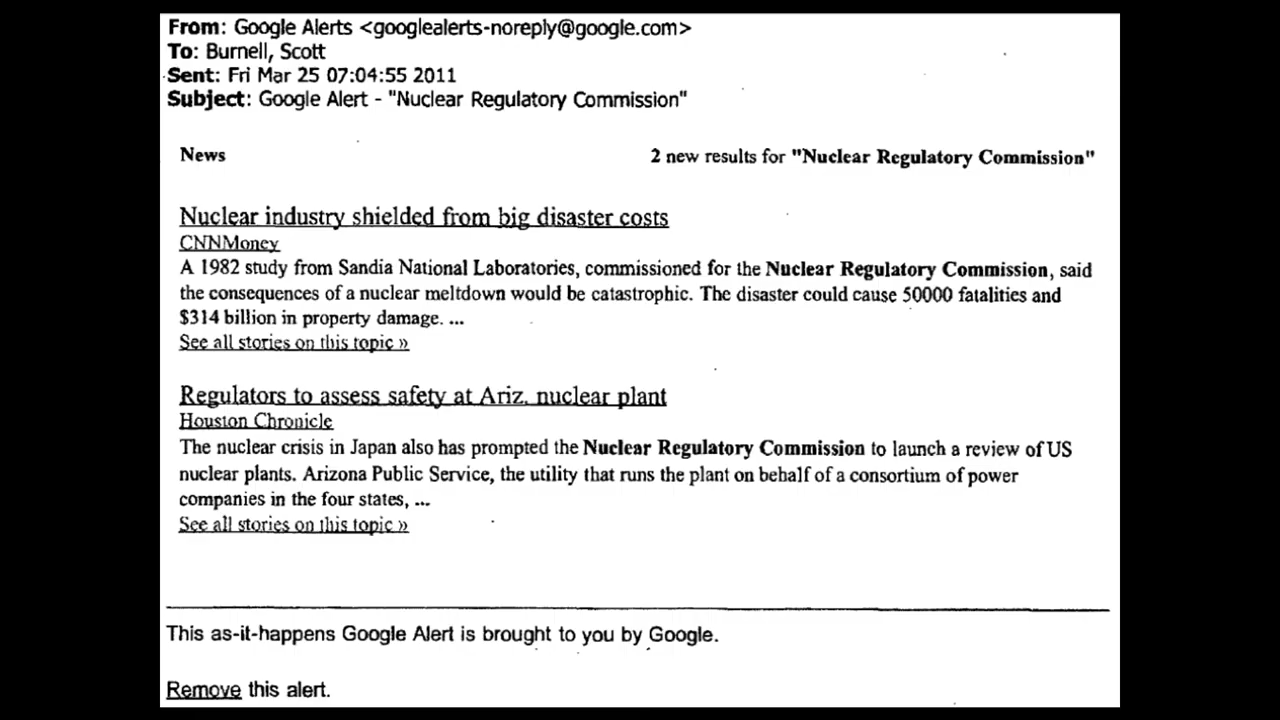 From: Google Alerts <googlealerts-noreply@google.com>
To: Burnell, Scott
Sent: Fri Mar 25 07:04:55 2011
Subject: Google Alert - "Nuclear Regulatory Commission"
News 2 new results for "Nuclear Regulatory Commission"
Nuclear industry shielded from big disaster costs
CNNMoney
A 1982 study from Sandia National Laboratories, commissioned for the Nuclear Regulatory Commission, said
the consequences of a nuclear meltdown would be catastrophic. The disaster could cause 50000 fatalities and
$314 billion in property damage. ...
See all stories on this topic »
Regulators to assess safety at Ariz. nuclear plant
Houston Chronicle
The nuclear crisis in Japan also has prompted the Nuclear Regulatory Commission to launch a review of US
nuclear plants. Arizona Public Service, the utility that runs the plant on behalf of a consortium of power
companies in the four states, ...
See all stories on this topic »
This as-it-happens Google Alert is brought to you by Google.
Remove this alert.